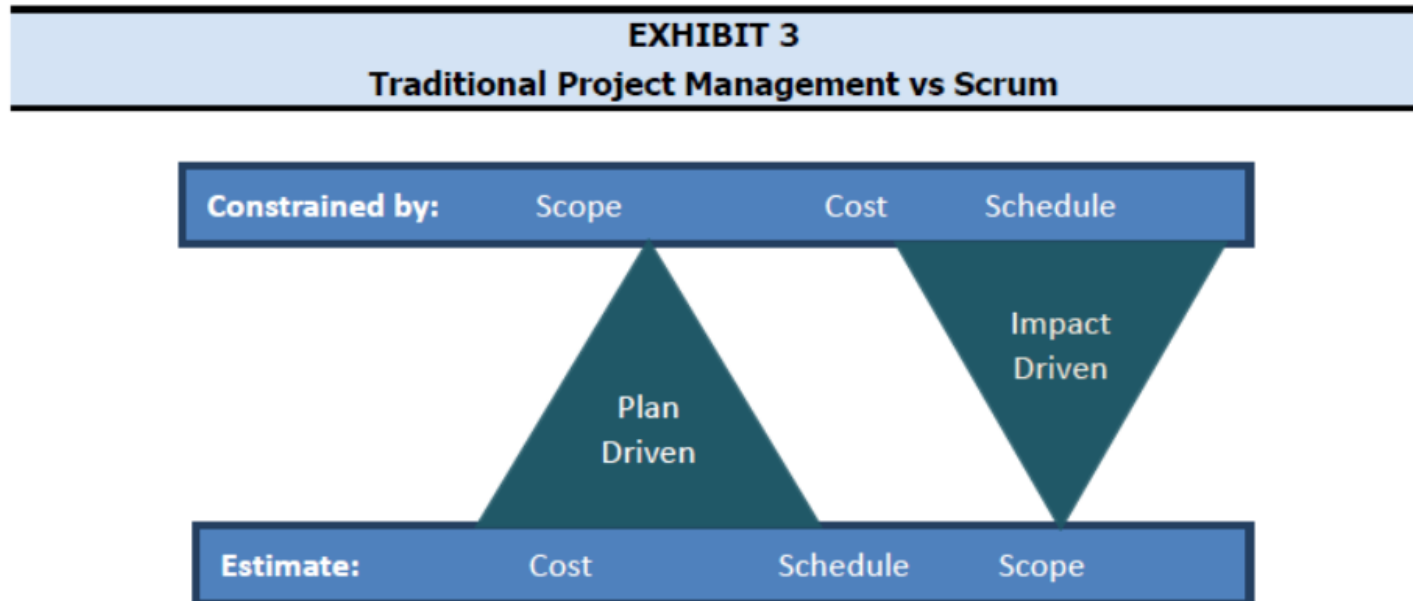 EXHIBIT 3
Traditional Project Management vs Scrum
Constrained by: Scope Cost Schedule
Impact
Driven
Plan
Driven
Estimate: Cost Schedule Scope